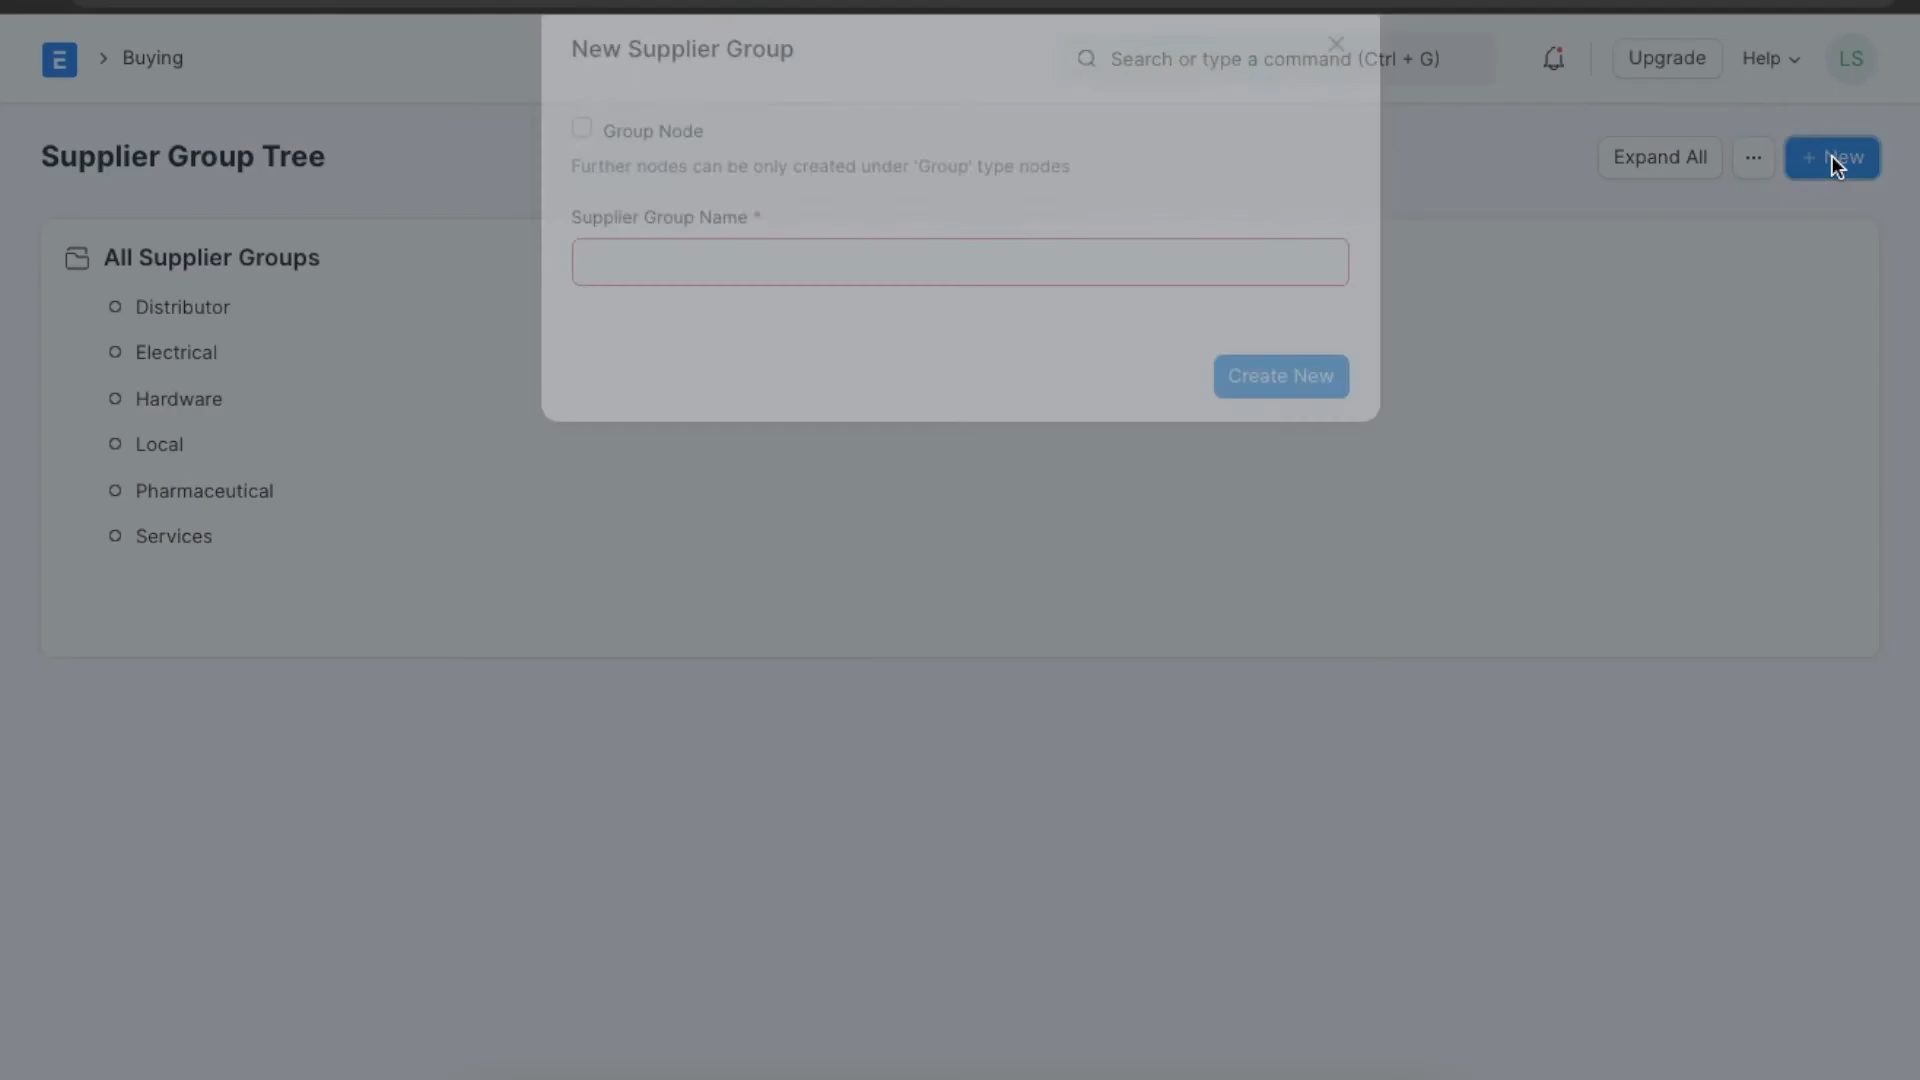 E
Buying
New Supplier Group
Search or type a command (Ctrl + G)
Upgrade
Help
LS
Supplier Group Tree
Group Node
Further nodes can be only created under 'Group' type nodes
Expand All
...
+ New
Supplier Group Name *
All Supplier Groups
Distributor
Electrical
Hardware
Local
Pharmaceutical
Services
Create New